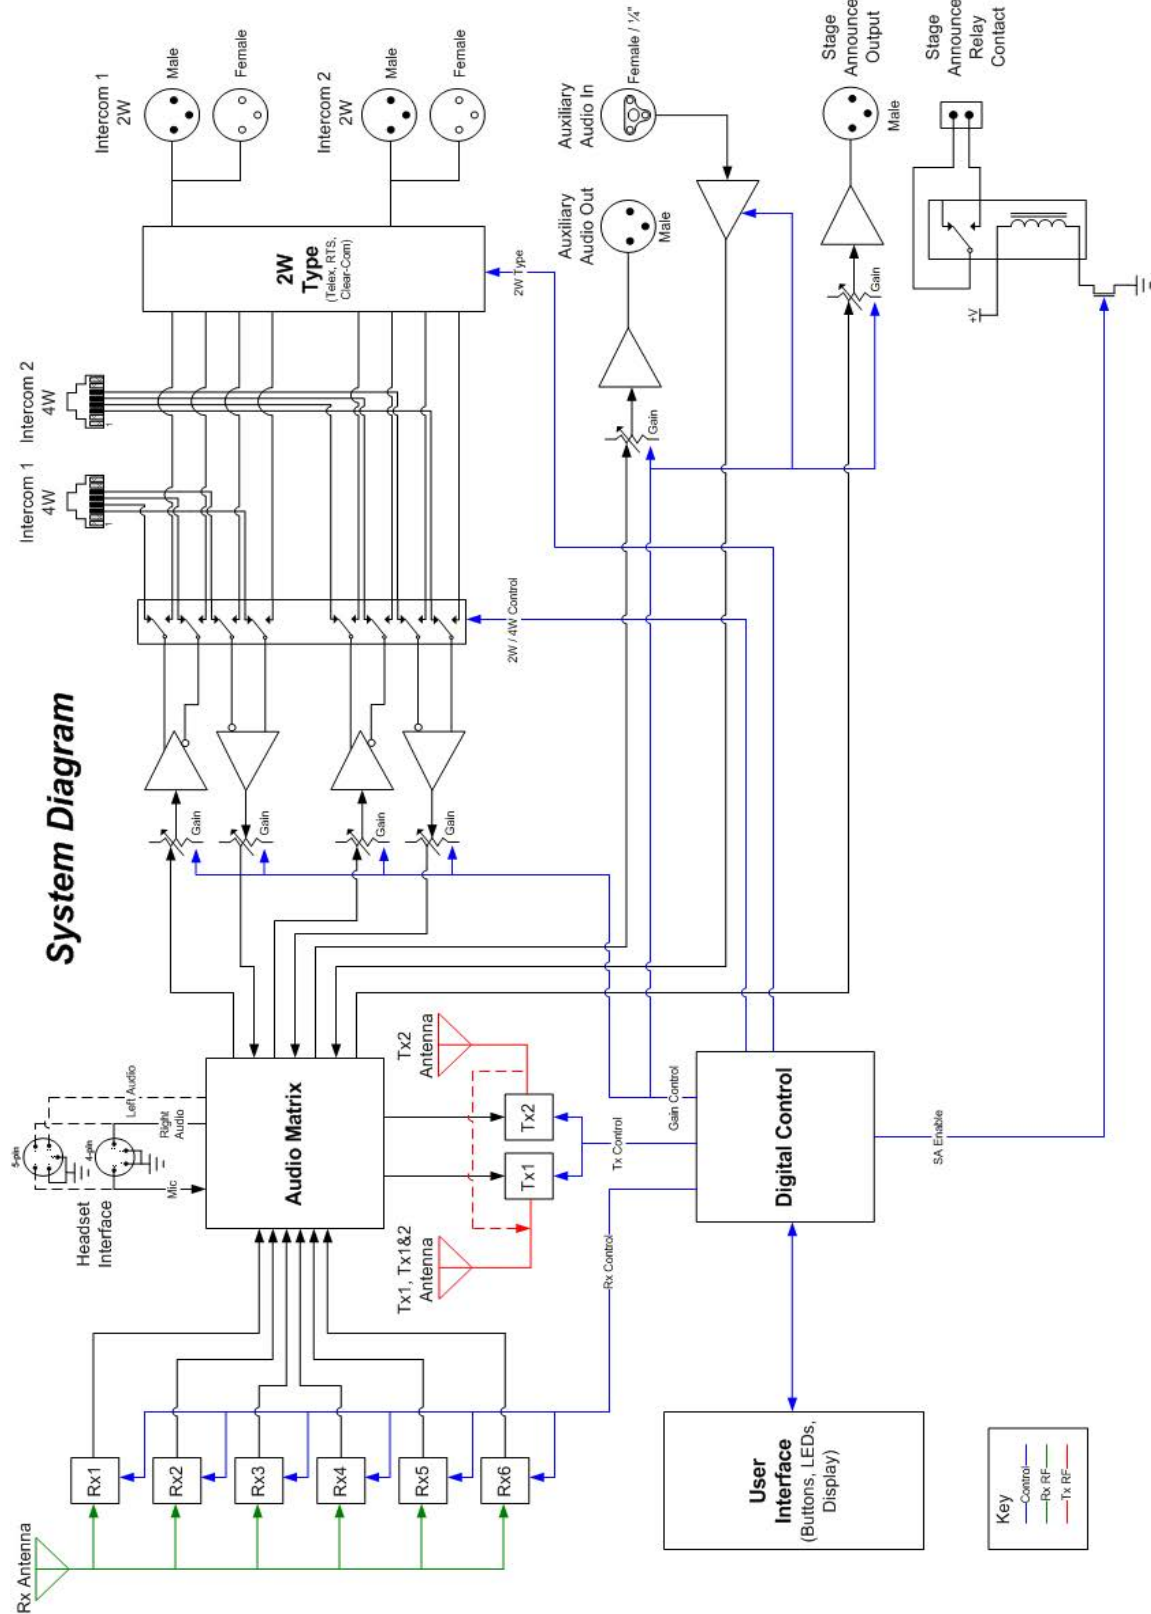 System Diagram
Rx Antenna
Rx1
Rx2
Rx3
Rx4
Rx5
Rx6
Headset
Interface
5-pin
4-pin
Left Audio
Right
Audio
Mic
Audio Matrix
Tx1, Tx1&2
Antenna
Tx2
Antenna
Tx1
Tx2
Rx Control
Tx Control
Gain Control
Digital Control
SA Enable
User
Interface
(Buttons, LEDs,
Display)
Key
Control
Rx RF
Tx RF
Gain
Gain
Gain
Gain
2W / 4W Control
Intercom 1
4W
1
Intercom 2
4W
1
2W
Type
(Telex, RTS,
Clear-Com)
2W Type
Intercom 1
2W
Male
Female
Intercom 2
2W
Male
Female
Auxiliary
Audio Out
Male
Gain
Auxiliary
Audio In
Female / ¼"
Stage
Announce
Output
Male
Gain
Stage
Announce
Relay
Contact
+V